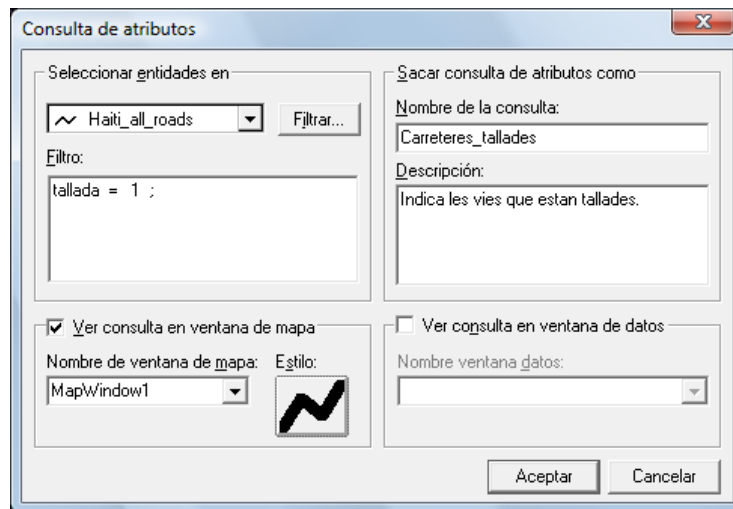 Consulta de atributos
Seleccionar entidades en
Haiti_all_roads
Filtrar...
Filtro:
tallada = 1 ;
Sacar consulta de atributos como
Nombre de la consulta:
Carreteres_tallades
Descripción:
Indica les vies que estan tallades.
Ver consulta en ventana de mapa
Nombre de ventana de mapa:
Estilo:
MapWindow1
Ver consulta en ventana de datos
Nombre ventana datos:
Aceptar
Cancelar